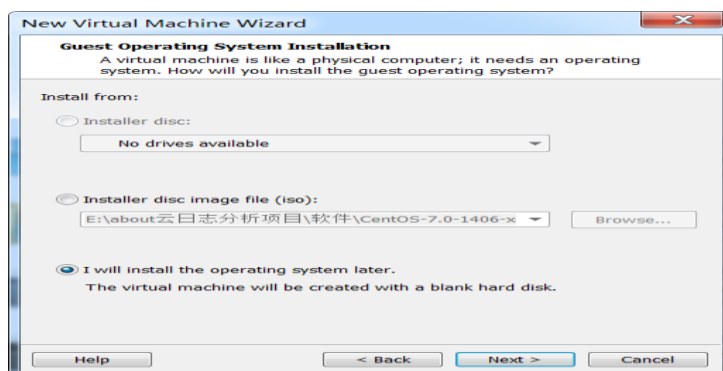 New Virtual Machine Wizard
Guest Operating System Installation
A virtual machine is like a physical computer; it needs an operating
system. How will you install the guest operating system?
Install from:
Installer disc:
No drives available
Installer disc image file (iso):
E:\about云日志分析项目\软件\CentOS-7.0-1406-x
Browse...
I will install the operating system later.
The virtual machine will be created with a blank hard disk.
Help
< Back
Next >
Cancel